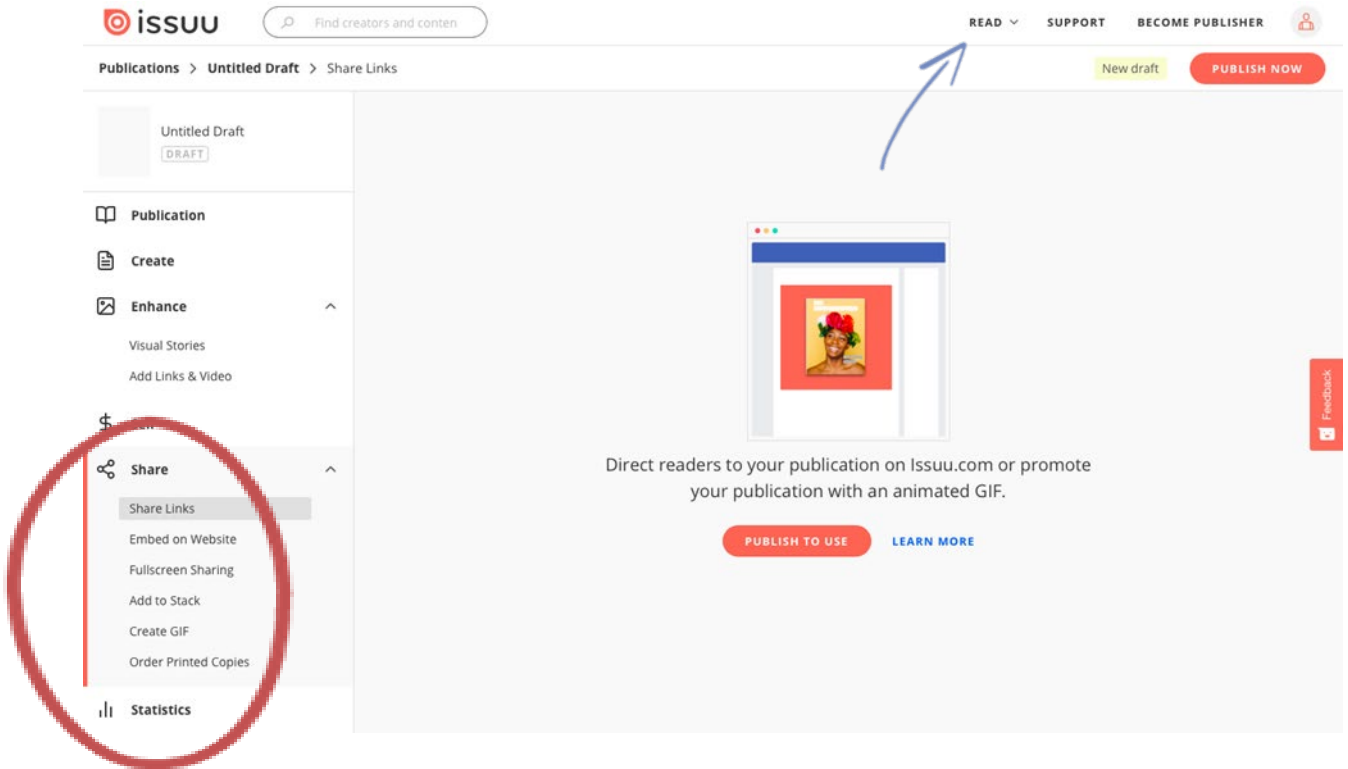 issuu
Find creators and conten
READ
SUPPORT
BECOME PUBLISHER
Publications > Untitled Draft > Share Links
New draft
PUBLISH NOW
Untitled Draft
DRAFT
Publication
Create
Enhance
Visual Stories
Add Links & Video
$
Share
Share Links
Embed on Website
Fullscreen Sharing
Add to Stack
Create GIF
Order Printed Copies
Statistics
Direct readers to your publication on Issuu.com or promote
your publication with an animated GIF.
PUBLISH TO USE
LEARN MORE
Feedback